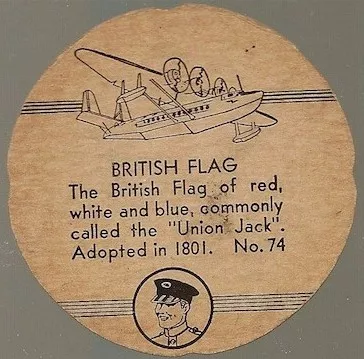 BRITISH FLAG
The British Flag of red,
white and blue, commonly
called the "Union Jack".
Adopted in 1801. No. 74